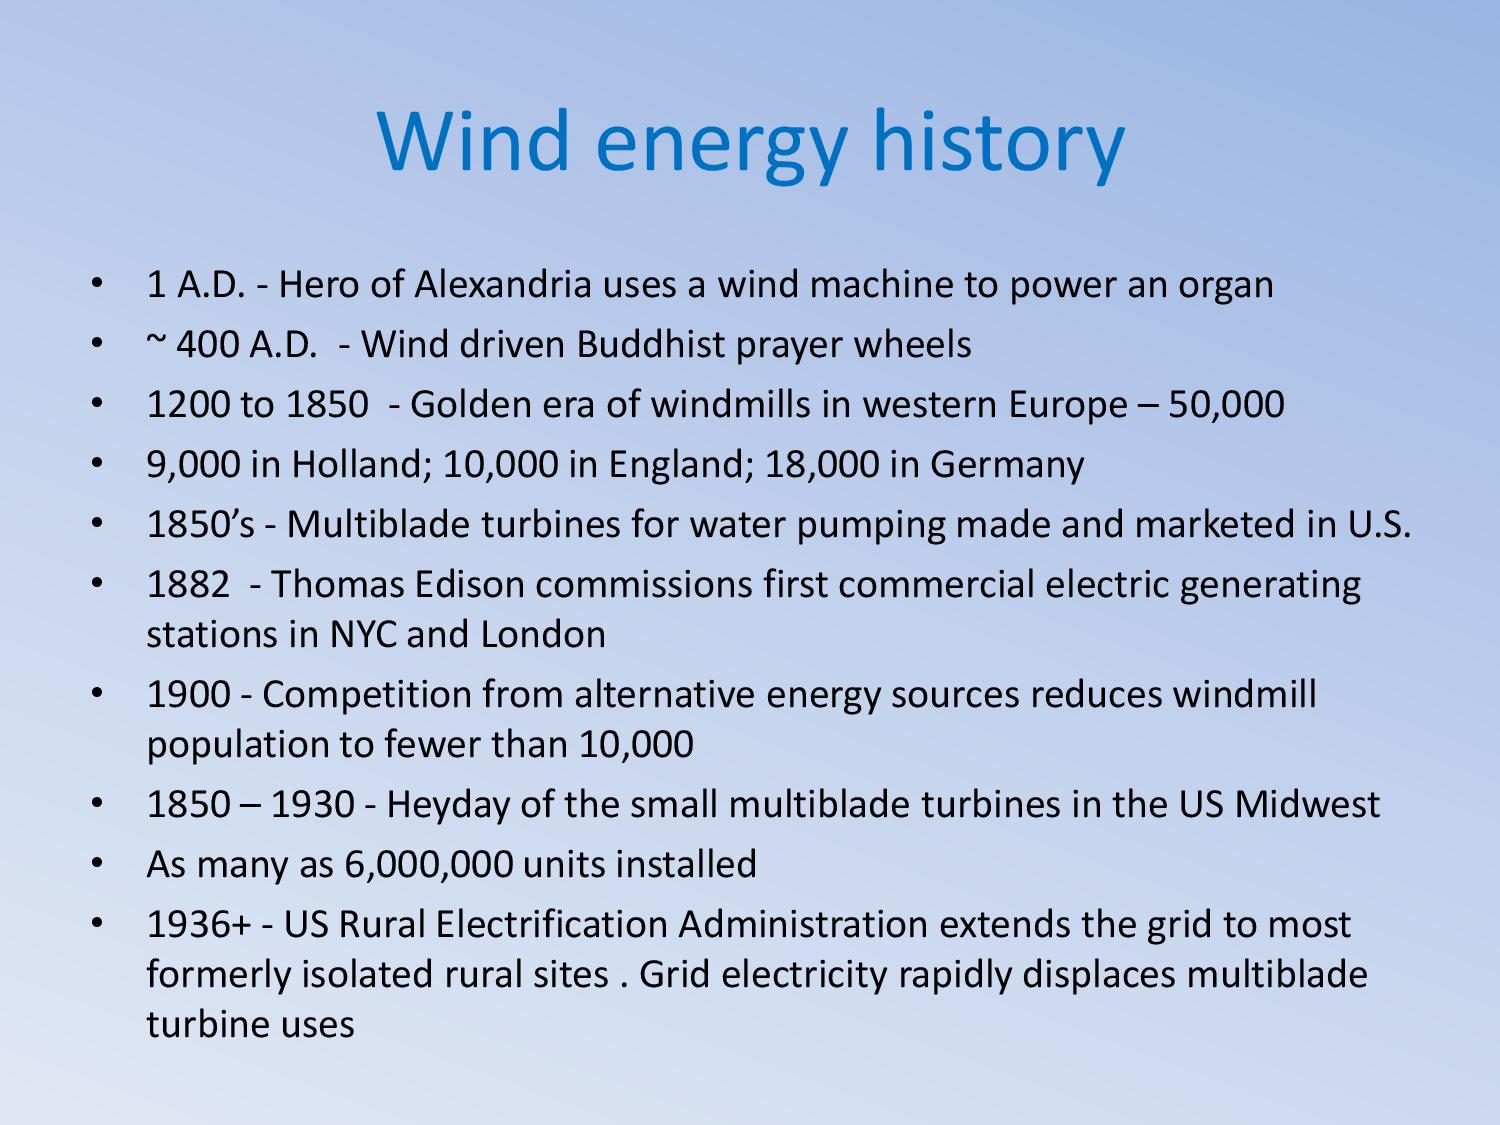 Wind energy history
• 1 A.D. - Hero of Alexandria uses a wind machine to power an organ
• ~ 400 A.D.  - Wind driven Buddhist prayer wheels
• 1200 to 1850  - Golden era of windmills in western Europe – 50,000
• 9,000 in Holland; 10,000 in England; 18,000 in Germany
• 1850’s - Multiblade turbines for water pumping made and marketed in U.S.
• 1882  - Thomas Edison commissions first commercial electric generating
stations in NYC and London
• 1900 - Competition from alternative energy sources reduces windmill
population to fewer than 10,000
• 1850 – 1930 - Heyday of the small multiblade turbines in the US Midwest
• As many as 6,000,000 units installed
• 1936+ - US Rural Electrification Administration extends the grid to most
formerly isolated rural sites . Grid electricity rapidly displaces multiblade
turbine uses